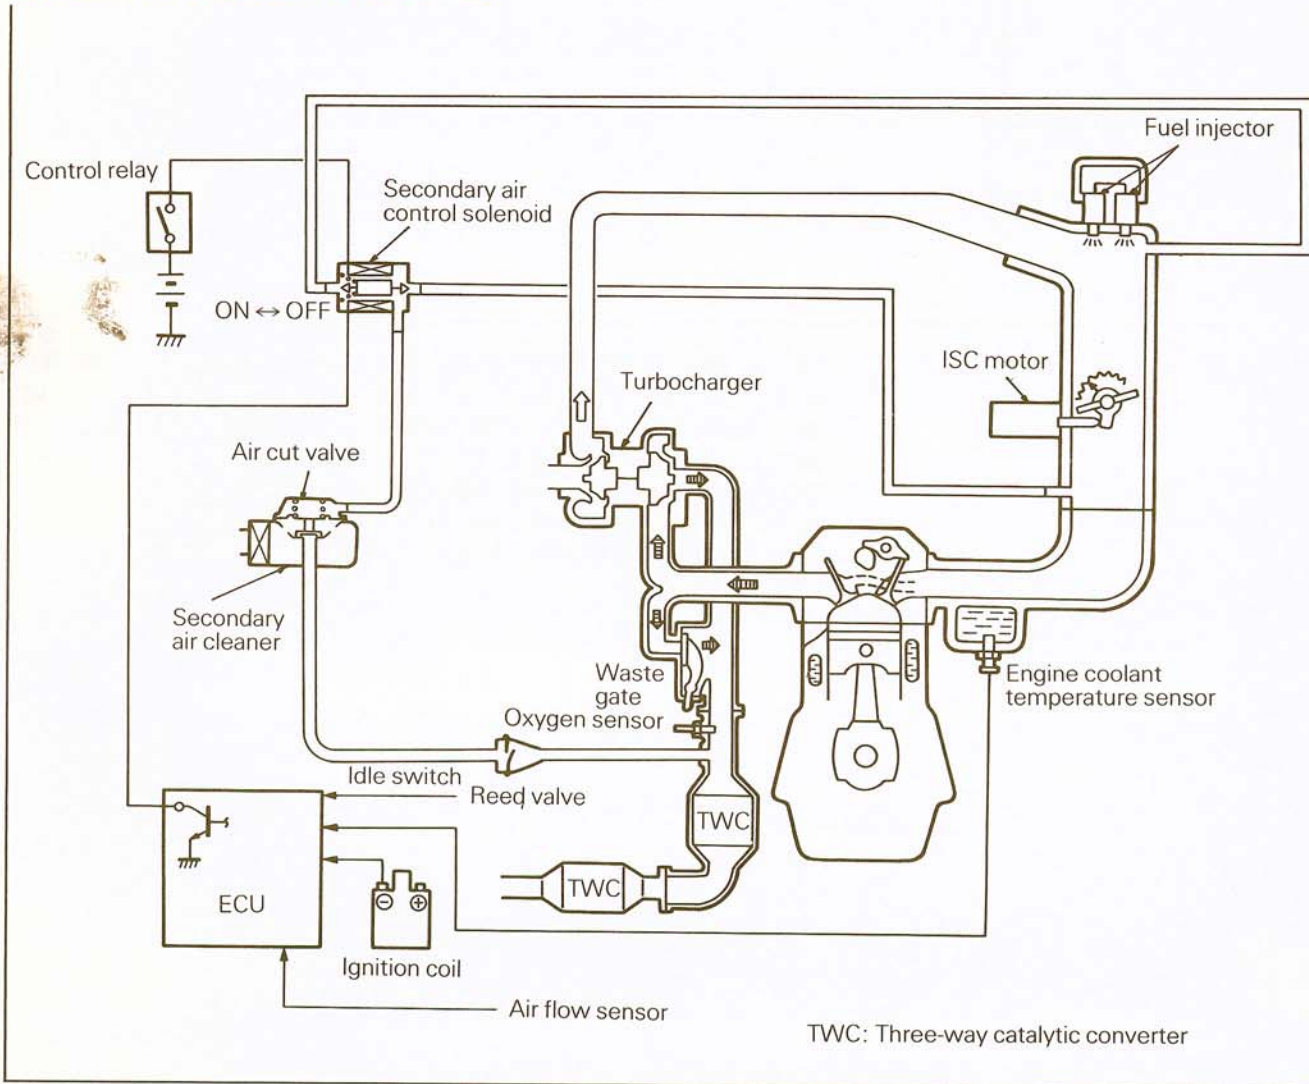 Fuel injector
Control relay
Secondary air
control solenoid
ON ↔ OFF
ISC motor
Turbocharger
Air cut valve
Secondary
air cleaner
Waste
gate
Engine coolant
temperature sensor
Oxygen sensor
Idle switch
Reed valve
TWC
TWC
ECU
Ignition coil
Air flow sensor
TWC: Three-way catalytic converter